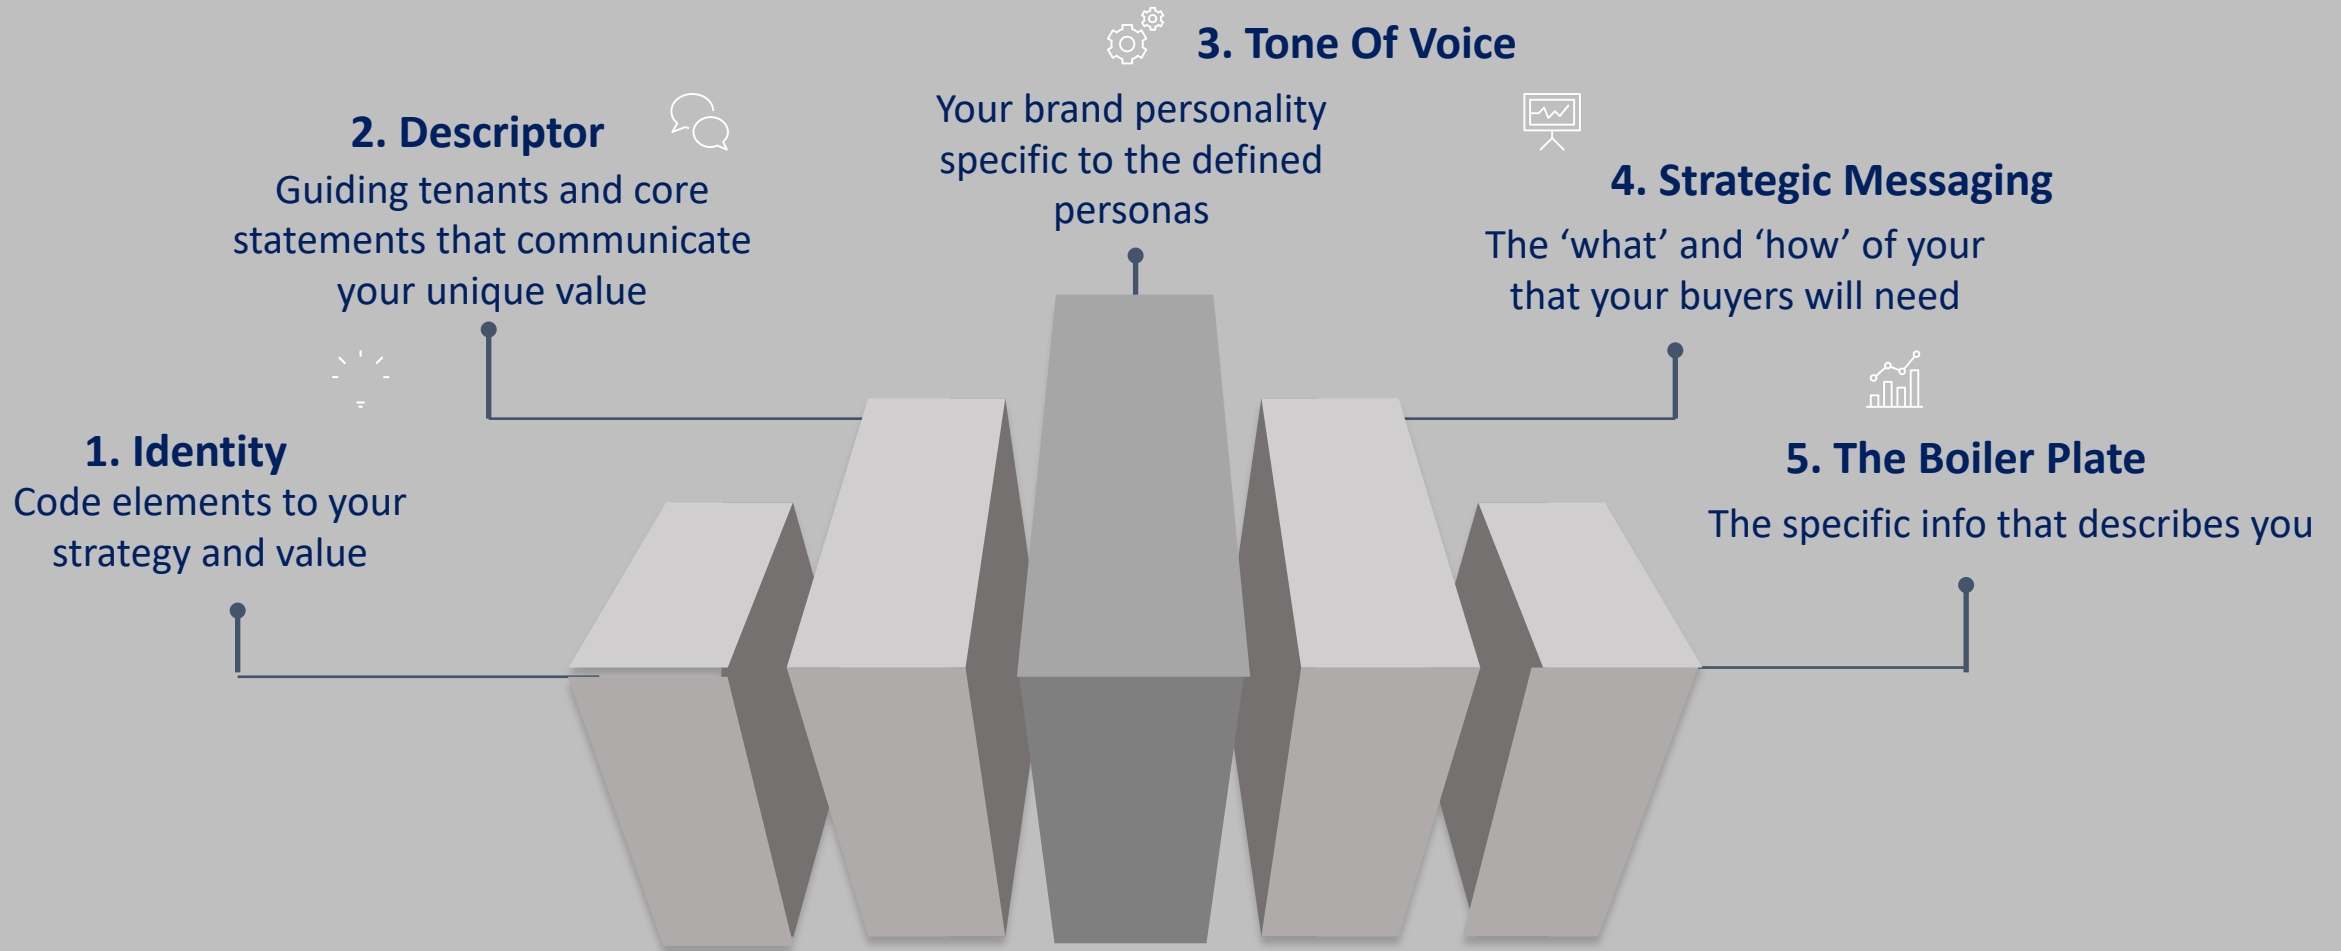 1. Identity
Code elements to your
strategy and value
2. Descriptor
Guiding tenants and core
statements that communicate
your unique value
3. Tone Of Voice
Your brand personality
specific to the defined
personas
4. Strategic Messaging
The ‘what’ and ‘how’ of your
that your buyers will need
5. The Boiler Plate
The specific info that describes you